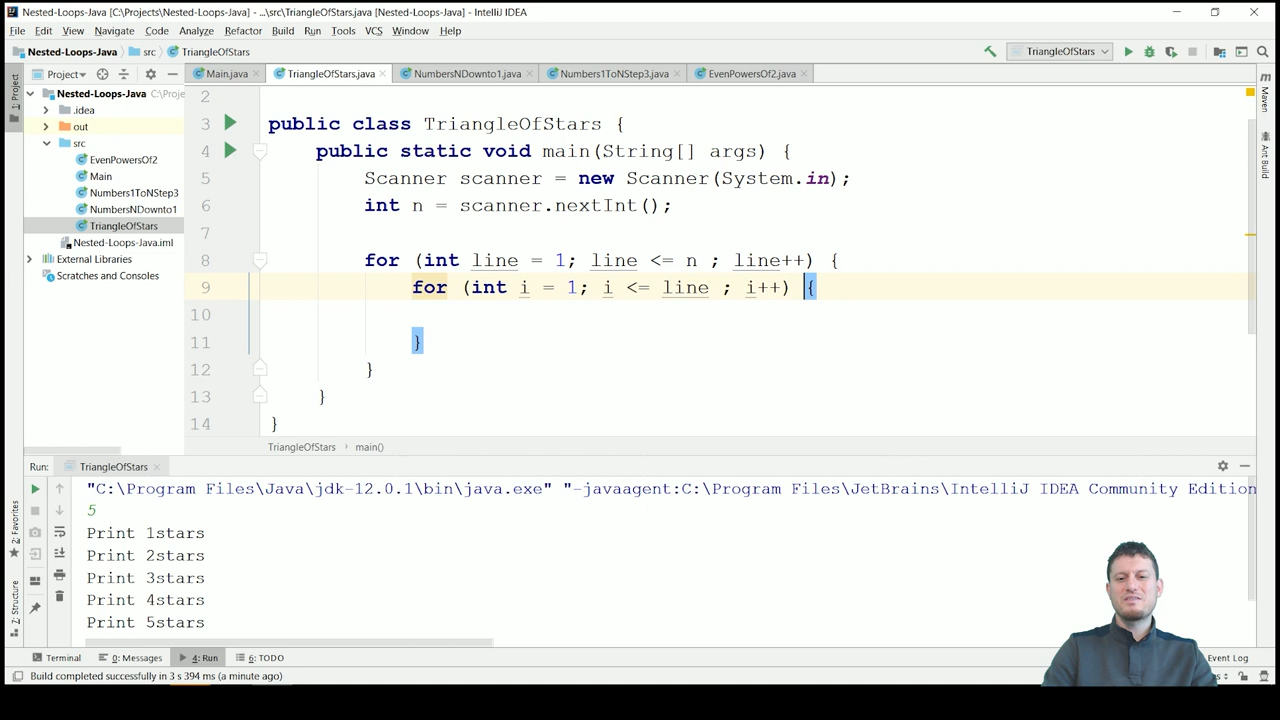 Nested-Loops-Java [C:\Projects\Nested-Loops-Java] - ...\src\TriangleOfStars.java [Nested-Loops-Java] - IntelliJ IDEA
File Edit View Navigate Code Analyze Refactor Build Run Tools VCS Window Help
Nested-Loops-Java src TriangleOfStars TriangleOfStars
Project Main.java TriangleOfStars.java NumbersNDownto1.java Numbers1ToNStep3.java EvenPowersOf2.java
1: Project
Maven
Ant Build
Nested-Loops-Java C:\Proje
.idea
out
src
EvenPowersOf2
Main
Numbers1ToNStep3
NumbersNDownto1
TriangleOfStars
Nested-Loops-Java.iml
External Libraries
Scratches and Consoles
2
3 public class TriangleOfStars {
4 public static void main(String[] args) {
5 Scanner scanner = new Scanner(System.in);
6 int n = scanner.nextInt();
7
8 for (int line = 1; line <= n ; line++) {
9 for (int i = 1; i <= line ; i++) {
10
11 }
12 }
13 }
14 }
TriangleOfStars › main()
Run: TriangleOfStars
"C:\Program Files\Java\jdk-12.0.1\bin\java.exe" "-javaagent:C:\Program Files\JetBrains\IntelliJ IDEA Community Edition
5
Print 1stars
Print 2stars
Print 3stars
Print 4stars
Print 5stars
2: Favorites
7: Structure
Terminal 0: Messages 4: Run 6: TODO Event Log
Build completed successfully in 3 s 394 ms (a minute ago)